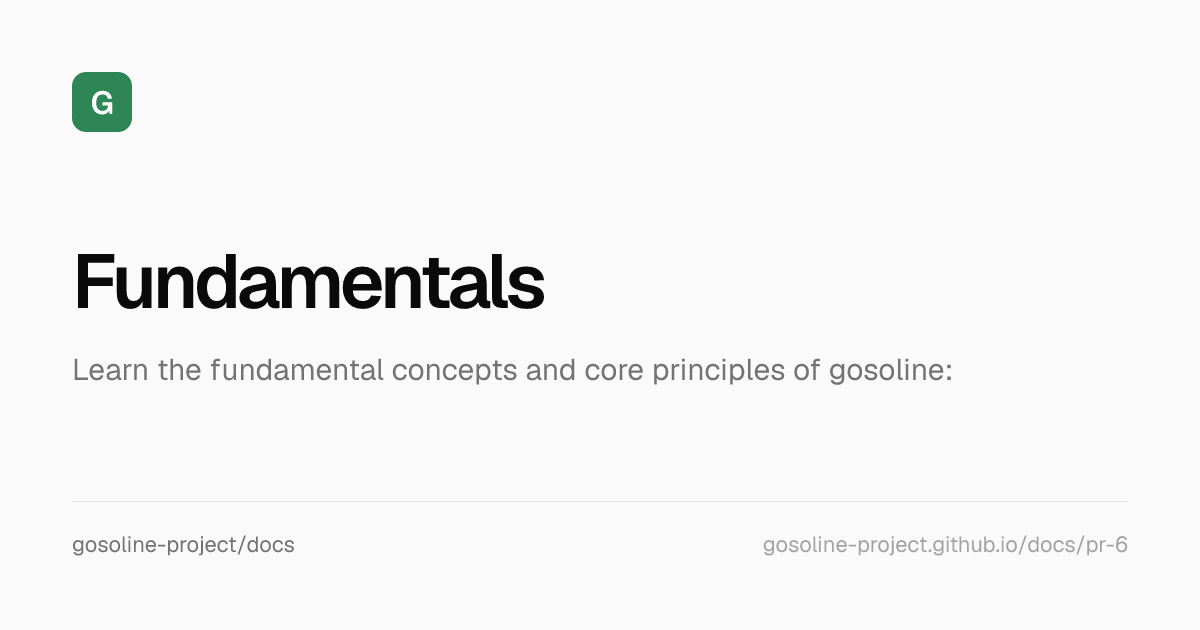 G
Fundamentals
Learn the fundamental concepts and core principles of gosoline:
gosoline-project/docs
gosoline-project.github.io/docs/pr-6